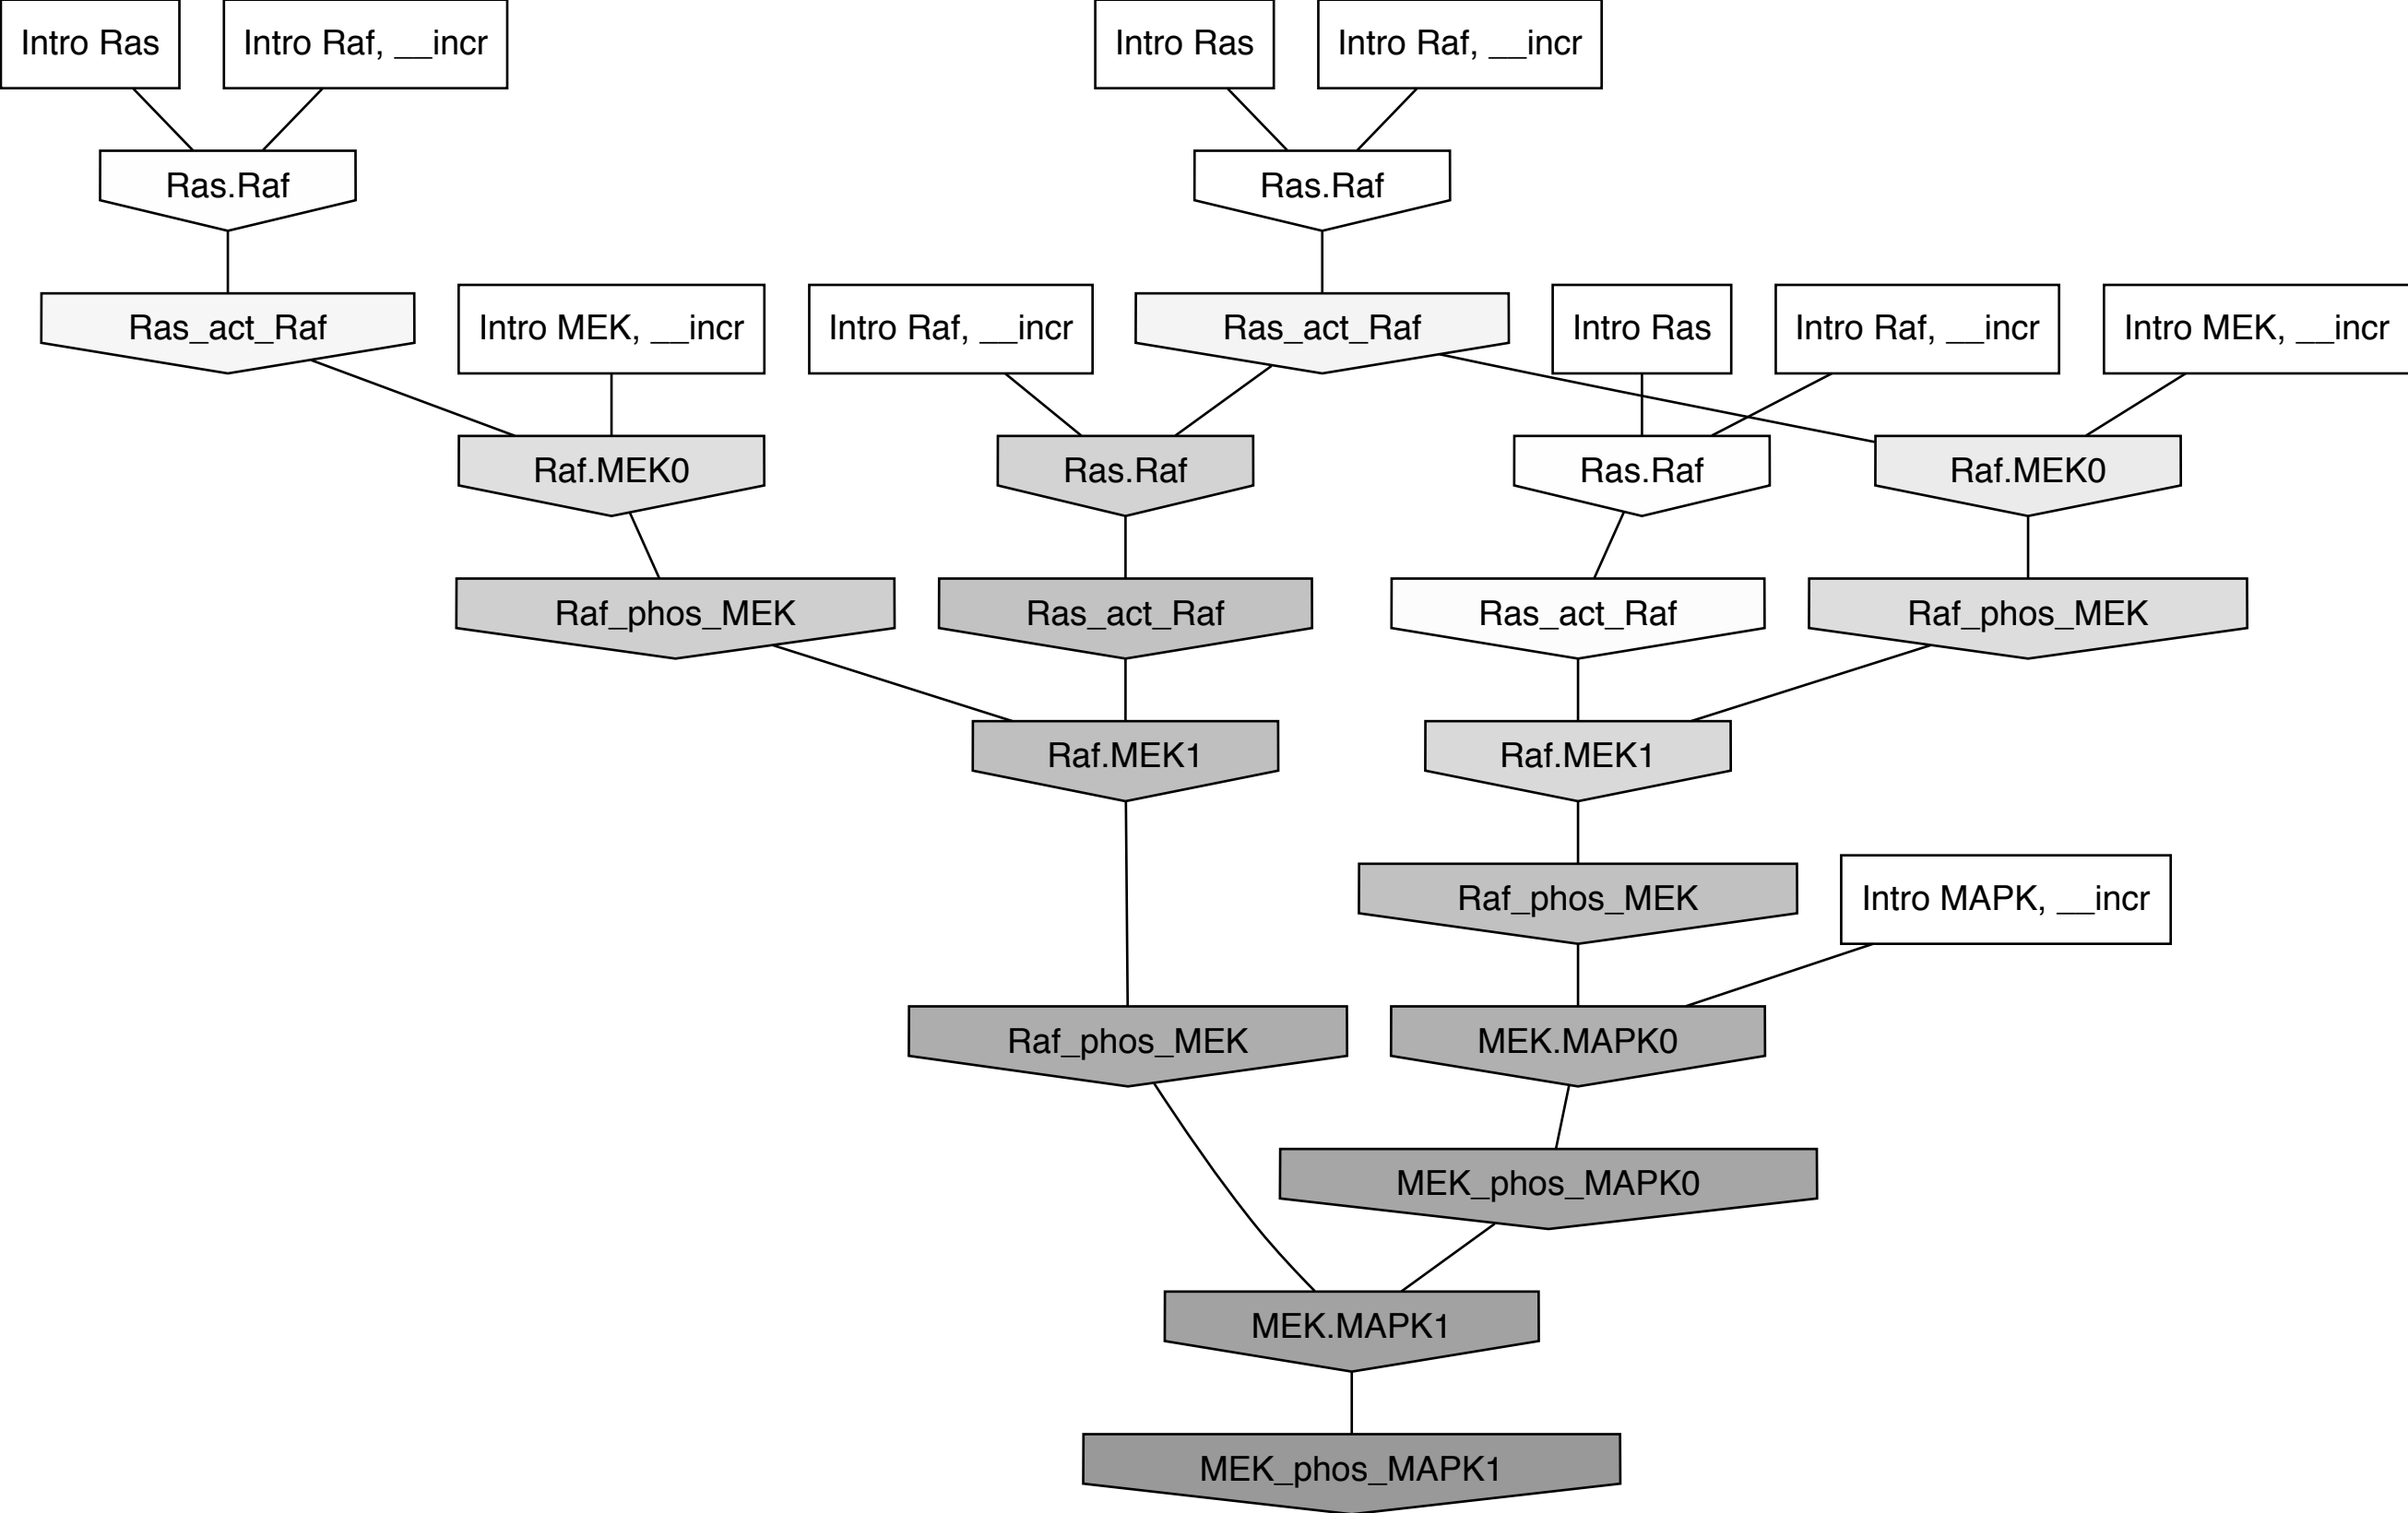 Intro Ras
Intro Raf, __incr
Intro Ras
Intro Raf, __incr
Ras.Raf
Ras.Raf
Ras_act_Raf
Intro MEK, __incr
Intro Raf, __incr
Ras_act_Raf
Intro Ras
Intro Raf, __incr
Intro MEK, __incr
Raf.MEK0
Ras.Raf
Ras.Raf
Raf.MEK0
Raf_phos_MEK
Ras_act_Raf
Ras_act_Raf
Raf_phos_MEK
Raf.MEK1
Raf.MEK1
Raf_phos_MEK
Intro MAPK, __incr
Raf_phos_MEK
MEK.MAPK0
MEK_phos_MAPK0
MEK.MAPK1
MEK_phos_MAPK1